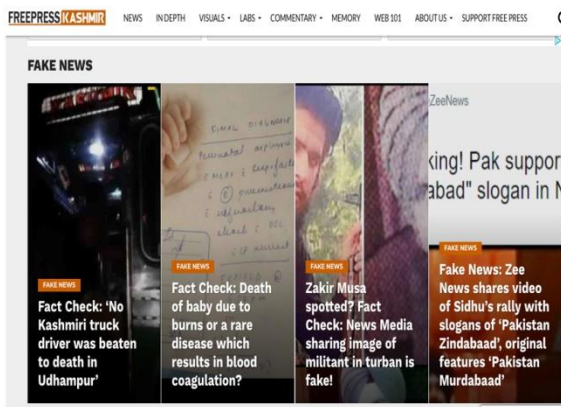 FREEPRESS KASHMIR
NEWS IN DEPTH VISUALS LABS COMMENTARY MEMORY WEB 101 ABOUT US SUPPORT FREE PRESS
FAKE NEWS
FAKE NEWS
Fact Check: ‘No
Kashmiri truck
driver was beaten
to death in
Udhampur’
FINAL DIAGNOSIS
Perinatal asphyxia
FAKE NEWS
Fact Check: Death
of baby due to
burns or a rare
disease which
results in blood
coagulation?
FAKE NEWS
Zakir Musa
spotted? Fact
Check: News Media
sharing image of
militant in turban is
fake!
ZeeNews
king! Pak suppor
abad" slogan in N
FAKE NEWS
Fake News: Zee
News shares video
of Sidhu’s rally with
slogans of ‘Pakistan
Zindabaad’, original
features ‘Pakistan
Murdabaad’